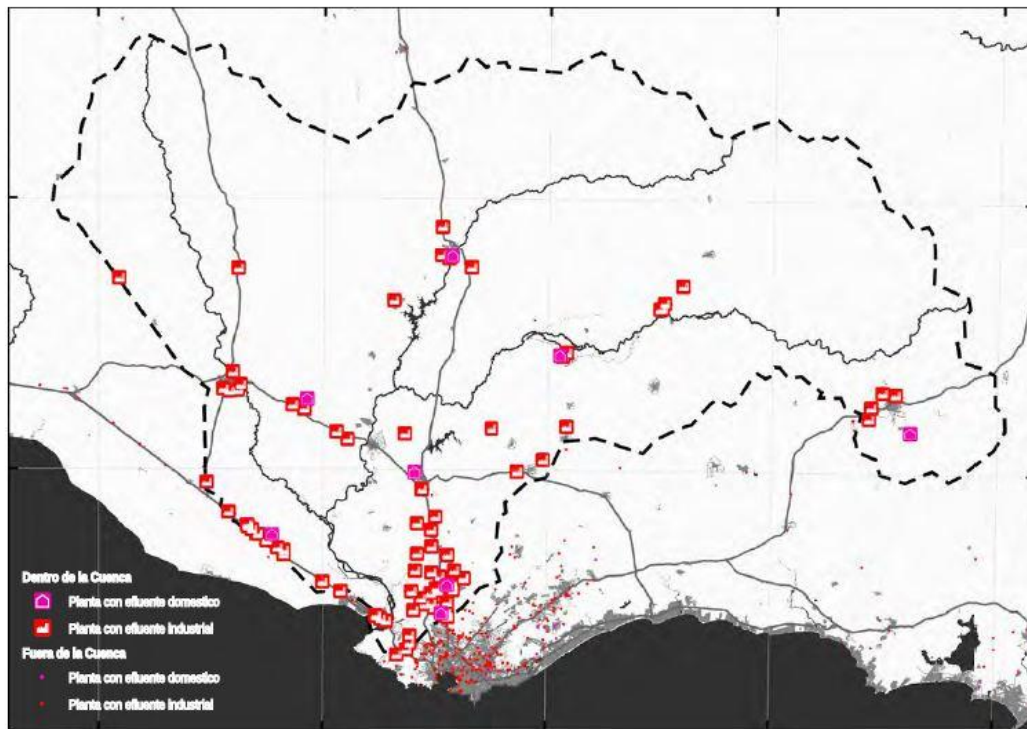 Dentro de la Cuenca
Planta con efluente domestico
Planta con efluente industrial
Fuera de la Cuenca
Planta con efluente domestico
Planta con efluente industrial